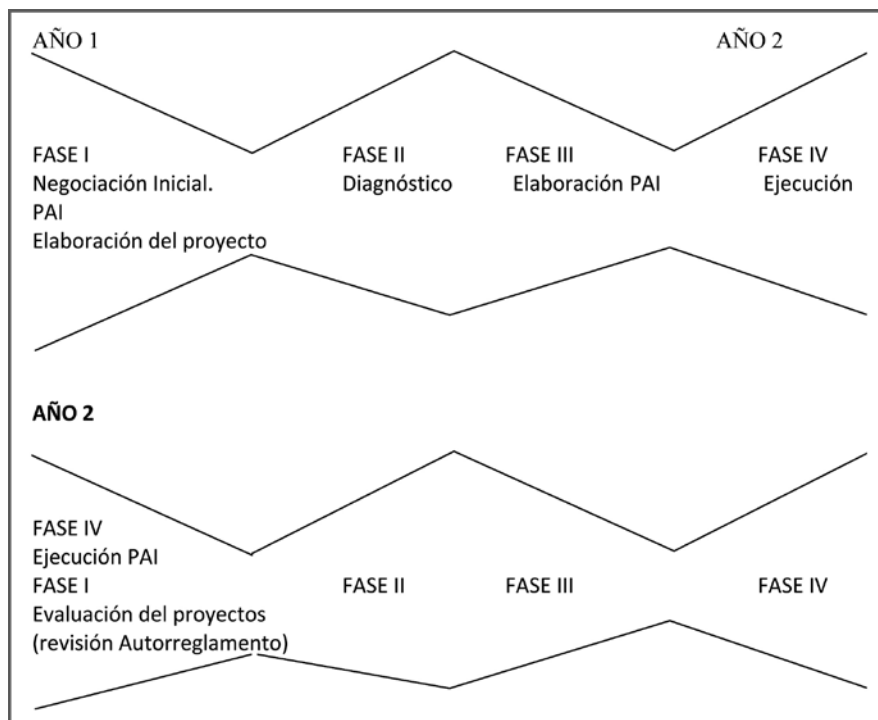 AÑO 1 AÑO 2
FASE I FASE II FASE III FASE IV
Negociación Inicial. Diagnóstico Elaboración PAI Ejecución
PAI
Elaboración del proyecto
AÑO 2
FASE IV
Ejecución PAI
FASE I FASE II FASE III FASE IV
Evaluación del proyectos
(revisión Autorreglamento)